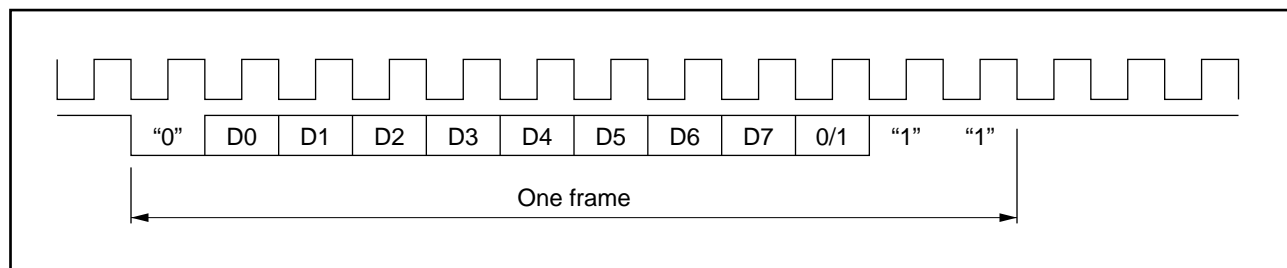 “0” D0 D1 D2 D3 D4 D5 D6 D7 0/1 “1” “1”
One frame